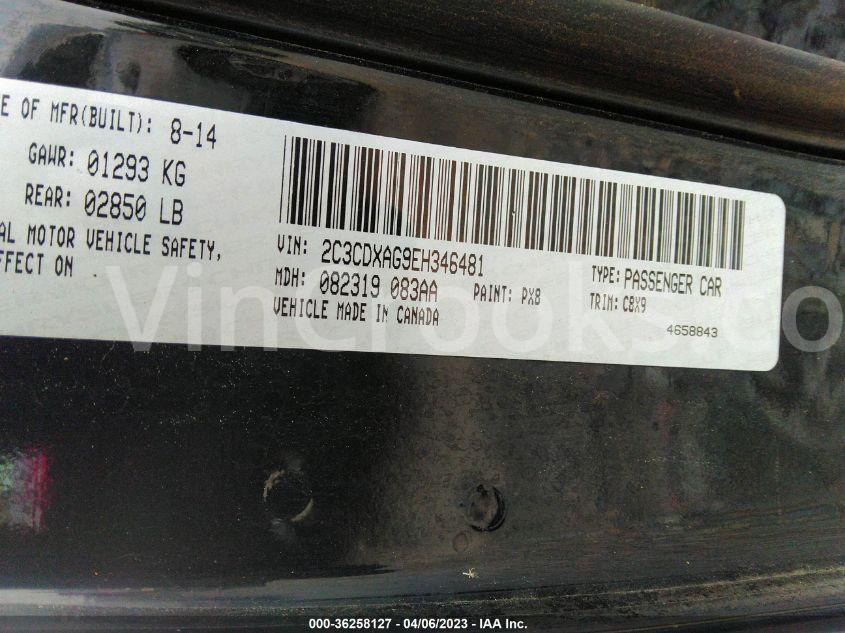 E OF MFR(BUILT): 8-14
GAWR: 01293 KG
REAR: 02850 LB
AL MOTOR VEHICLE SAFETY,
FFECT ON
VIN: 2C3CDXAG9EH346481
TYPE: PASSENGER CAR
MDH: 082319 083AA PAINT: PX8 TRIM: C8X9
VEHICLE MADE IN CANADA
4658843
VinCrooks.co
000-36258127 - 04/06/2023 - © IAA, Inc.